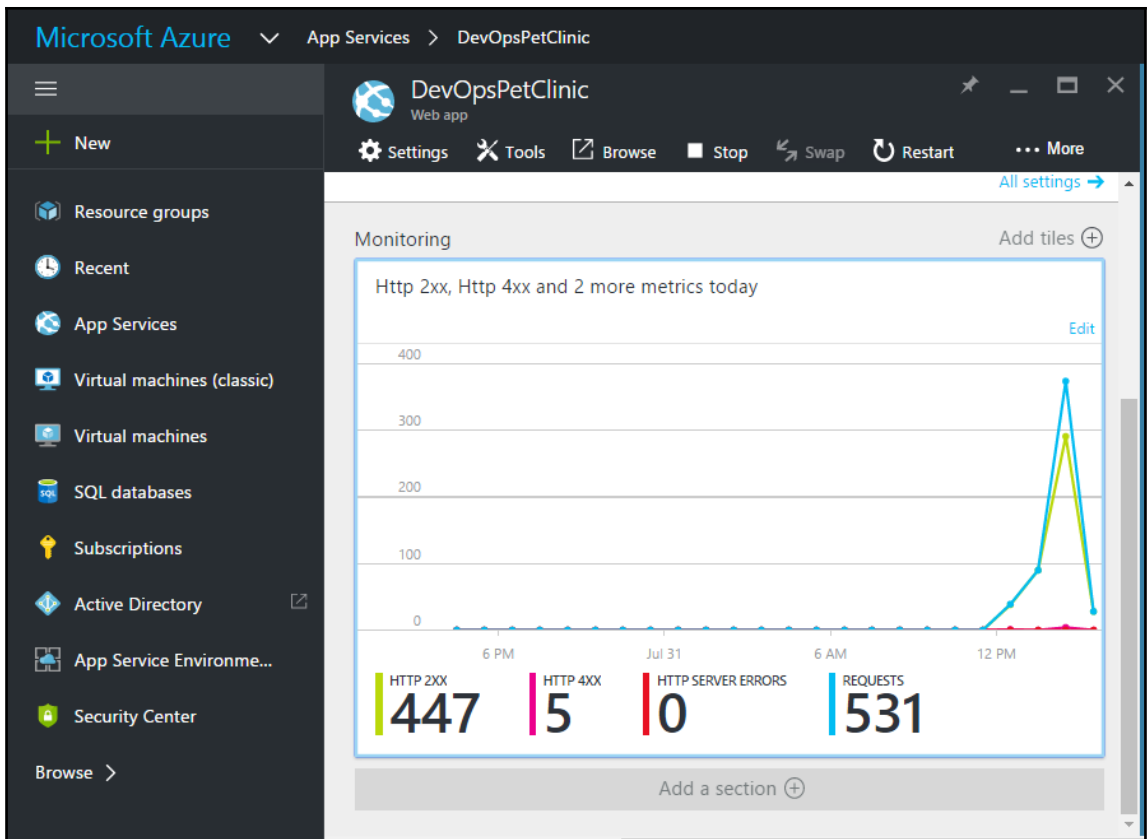 Microsoft Azure App Services > DevOpsPetClinic
New
Resource groups
Recent
App Services
Virtual machines (classic)
Virtual machines
SQL
SQL databases
Subscriptions
Active Directory
App Service Environme...
Security Center
Browse >
DevOpsPetClinic
Web app
Settings Tools Browse Stop Swap Restart ... More
All settings →
Monitoring Add tiles
Http 2xx, Http 4xx and 2 more metrics today
Edit
400
300
200
100
0
6 PM Jul 31 6 AM 12 PM
HTTP 2XX HTTP 4XX HTTP SERVER ERRORS REQUESTS
447 5 0 531
Add a section